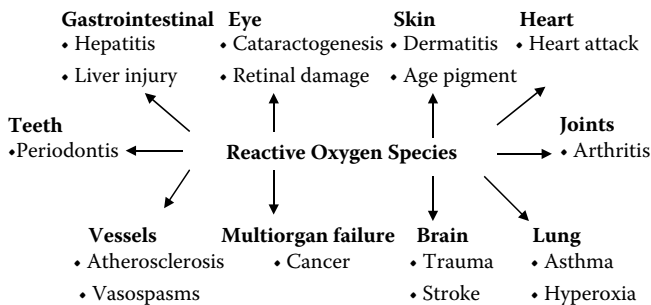 Gastrointestinal
⬥ Hepatitis
⬥ Liver injury
Eye
⬥ Cataractogenesis
⬥ Retinal damage
Skin
⬥ Dermatitis
⬥ Age pigment
Heart
⬥ Heart attack
Teeth
⬥Periodontis
Reactive Oxygen Species
Joints
⬥ Arthritis
Vessels
⬥ Atherosclerosis
⬥ Vasospasms
Multiorgan failure
⬥ Cancer
Brain
⬥ Trauma
⬥ Stroke
Lung
⬥ Asthma
⬥ Hyperoxia